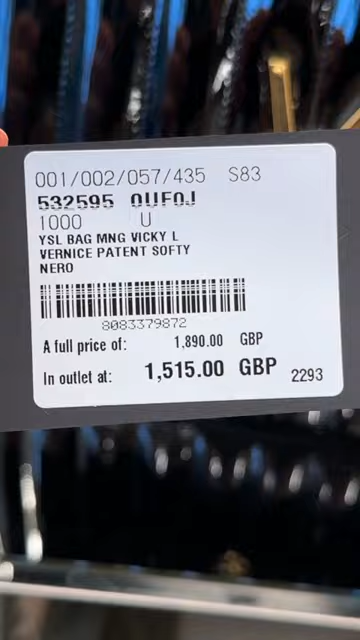 001/002/057/435 S83
532595 0UF0J
1000 U
YSL BAG MNG VICKY L
VERNICE PATENT SOFTY
NERO
8083379872
A full price of: 1,890.00 GBP
In outlet at: 1,515.00 GBP 2293